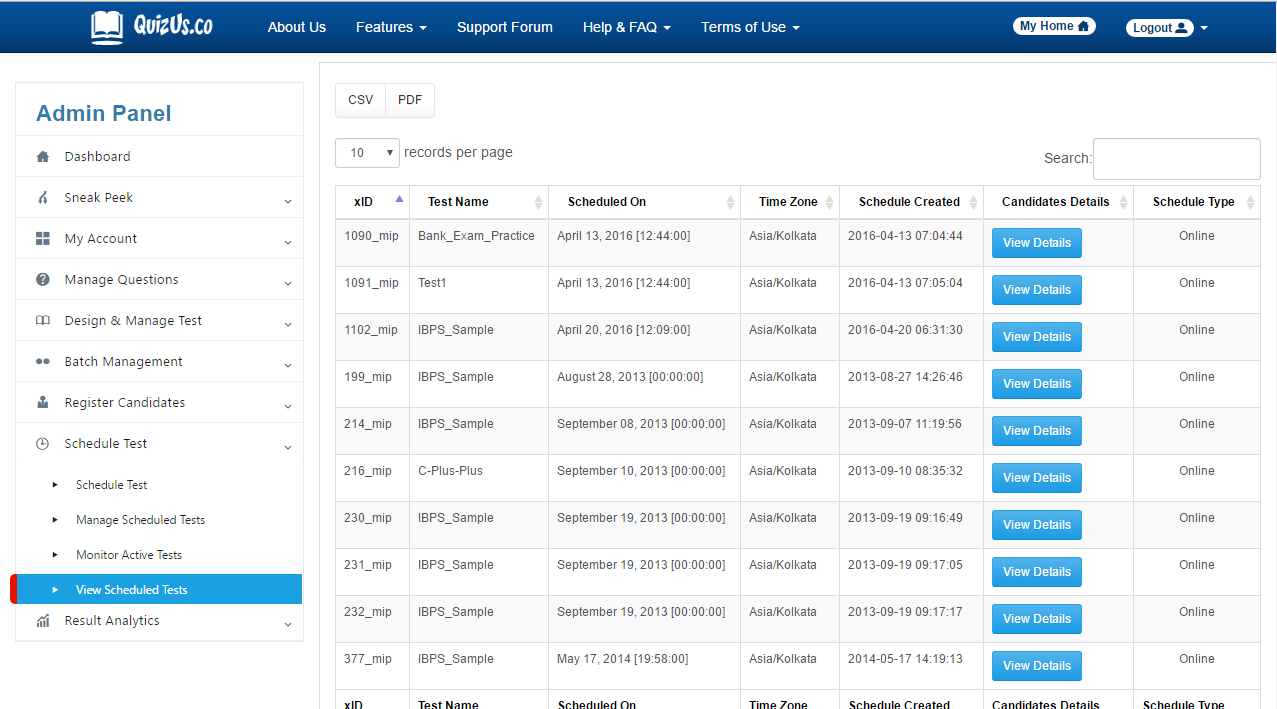 QuizUs.co About Us Features Support Forum Help & FAQ Terms of Use My Home Logout
Admin Panel
Dashboard
Sneak Peek
My Account
Manage Questions
Design & Manage Test
Batch Management
Register Candidates
Schedule Test
Schedule Test
Manage Scheduled Tests
Monitor Active Tests
View Scheduled Tests
Result Analytics
CSV PDF
10 records per page Search:
xID Test Name Scheduled On Time Zone Schedule Created Candidates Details Schedule Type
1090_mip Bank_Exam_Practice April 13, 2016 [12:44:00] Asia/Kolkata 2016-04-13 07:04:44 View Details Online
1091_mip Test1 April 13, 2016 [12:44:00] Asia/Kolkata 2016-04-13 07:05:04 View Details Online
1102_mip IBPS_Sample April 20, 2016 [12:09:00] Asia/Kolkata 2016-04-20 06:31:30 View Details Online
199_mip IBPS_Sample August 28, 2013 [00:00:00] Asia/Kolkata 2013-08-27 14:26:46 View Details Online
214_mip IBPS_Sample September 08, 2013 [00:00:00] Asia/Kolkata 2013-09-07 11:19:56 View Details Online
216_mip C-Plus-Plus September 10, 2013 [00:00:00] Asia/Kolkata 2013-09-10 08:35:32 View Details Online
230_mip IBPS_Sample September 19, 2013 [00:00:00] Asia/Kolkata 2013-09-19 09:16:49 View Details Online
231_mip IBPS_Sample September 19, 2013 [00:00:00] Asia/Kolkata 2013-09-19 09:17:05 View Details Online
232_mip IBPS_Sample September 19, 2013 [00:00:00] Asia/Kolkata 2013-09-19 09:17:17 View Details Online
377_mip IBPS_Sample May 17, 2014 [19:58:00] Asia/Kolkata 2014-05-17 14:19:13 View Details Online
xID Test Name Scheduled On Time Zone Schedule Created Candidates Details Schedule Type